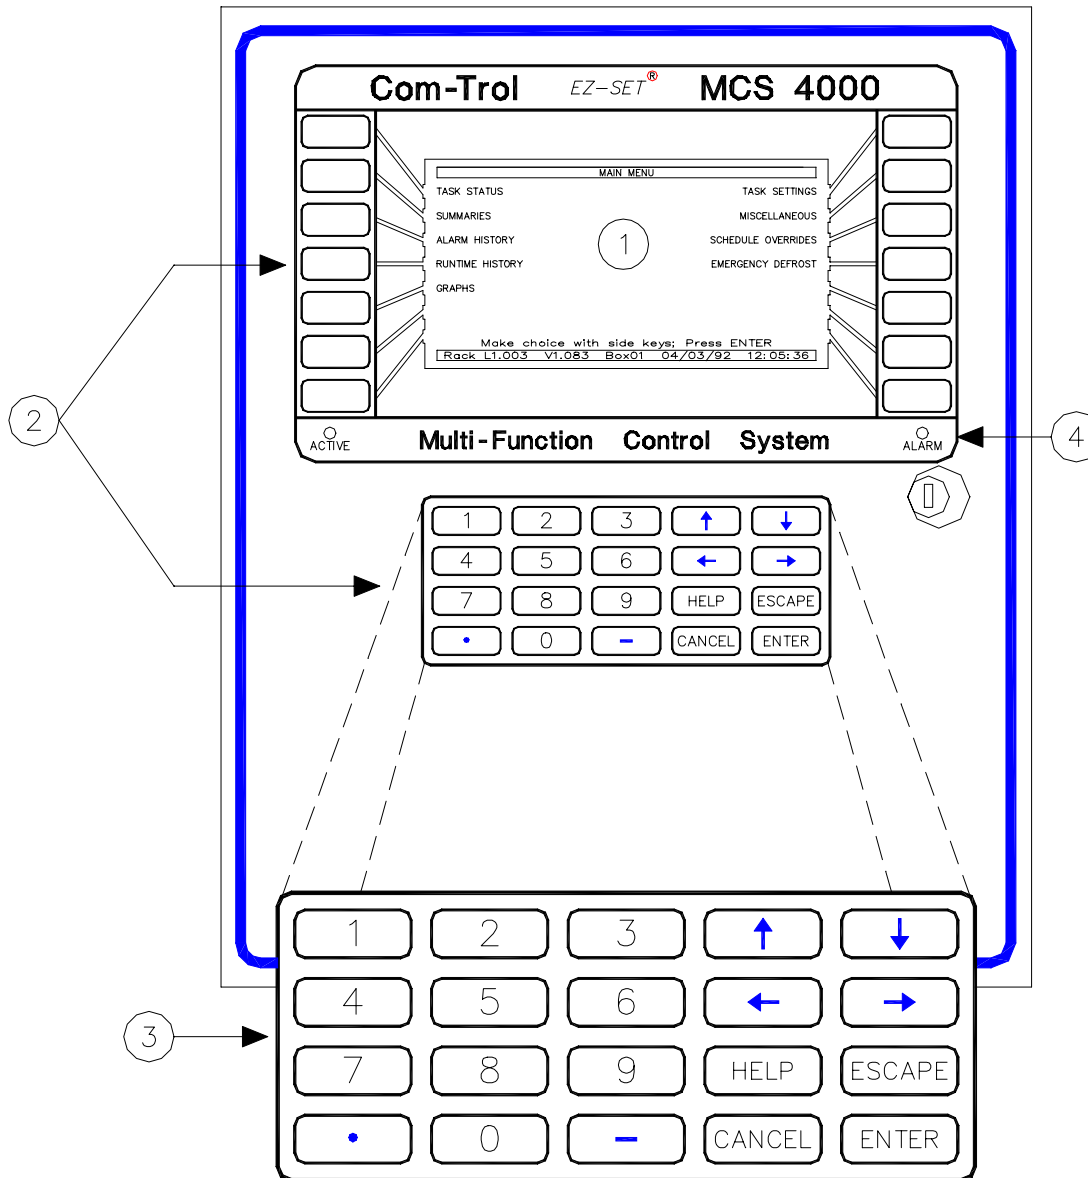 Com-Trol EZ-SET® MCS 4000
MAIN MENU
TASK STATUS TASK SETTINGS
SUMMARIES MISCELLANEOUS
ALARM HISTORY SCHEDULE OVERRIDES
RUNTIME HISTORY EMERGENCY DEFROST
GRAPHS
1
Make choice with side keys; Press ENTER
Rack L1.003 V1.083 Box01 04/03/92 12:05:36
2
4
ACTIVE Multi-Function Control System ALARM
1 2 3 ↑ ↓
4 5 6 ← →
7 8 9 HELP ESCAPE
• 0 - CANCEL ENTER
3
1 2 3 ↑ ↓
4 5 6 ← →
7 8 9 HELP ESCAPE
• 0 - CANCEL ENTER